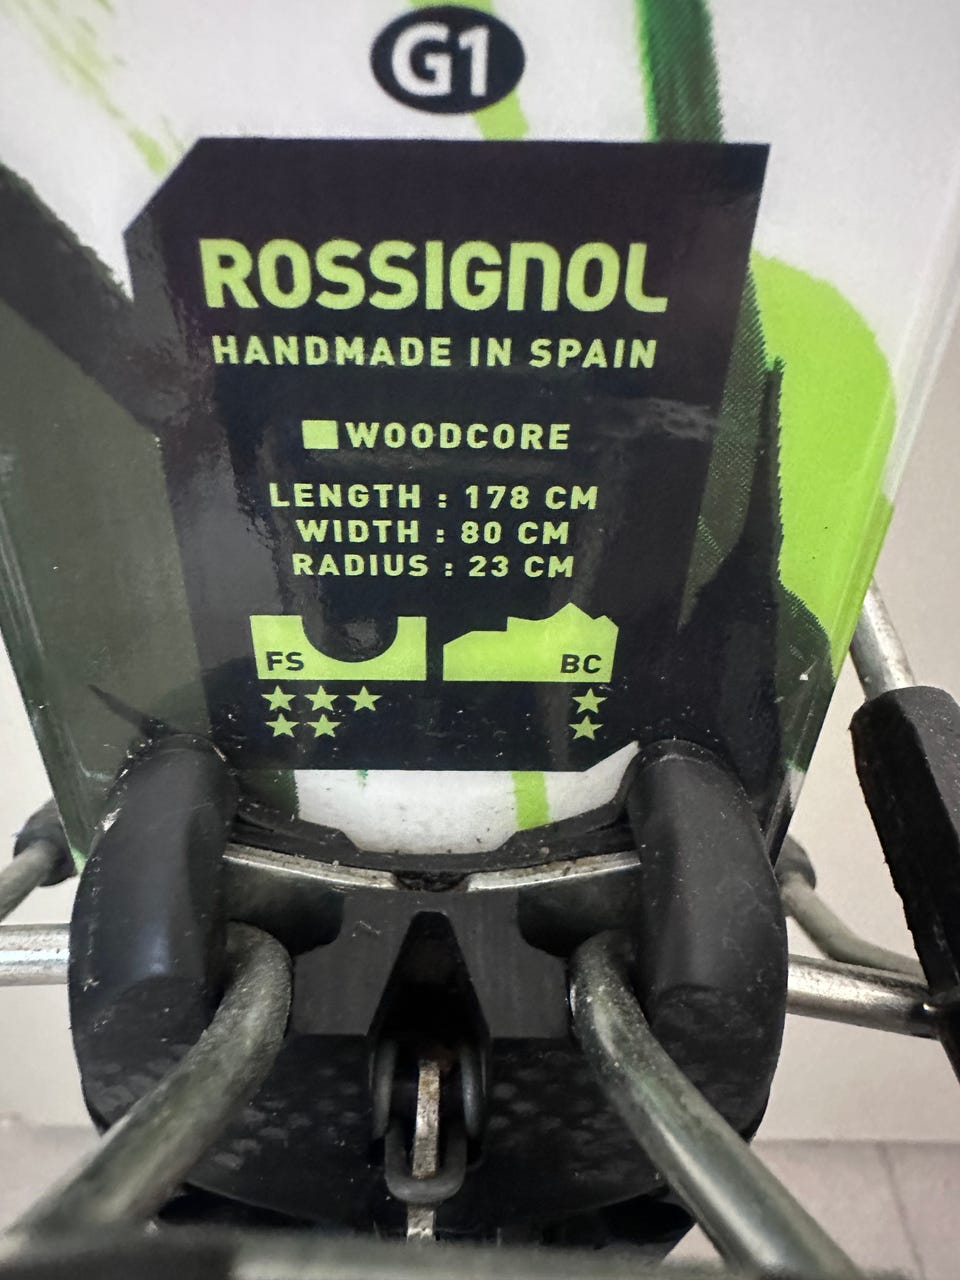 G1
ROSSIGNOL
HANDMADE IN SPAIN
WOODCORE
LENGTH : 178 CM
WIDTH : 80 CM
RADIUS : 23 CM
FS BC